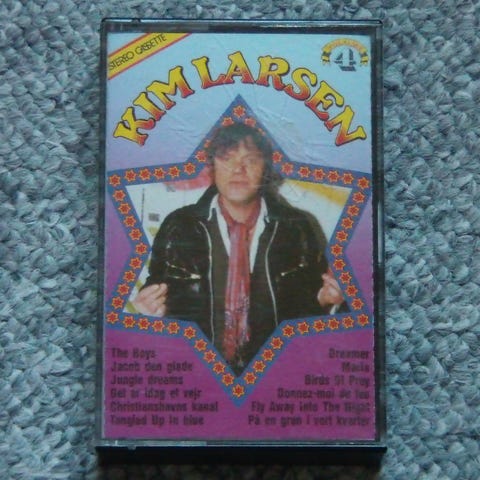 STEREO CASSETTE
KIM LARSEN
4
The Boys
Jacob den glade
Jungle dreams
Det er idag et vejr
Christianshavns kanal
Tangled Up in blue
Dreamer
Maria
Birds Of Prey
Donnez-moi de feu
Fly Away into The Night
På en gren i vort kvarter